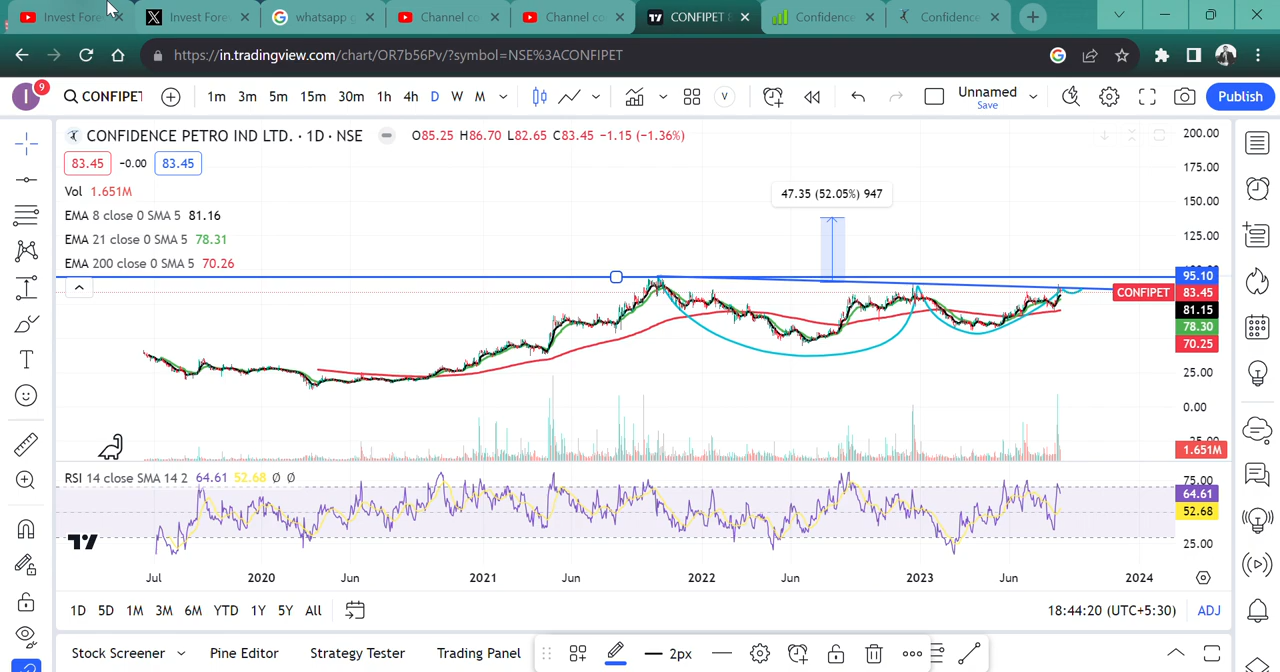 Invest Fore
Invest Forev
whatsapp g
Channel co
Channel co
CONFIPET 8
Confidence
Confidence
https://in.tradingview.com/chart/OR7b56Pv/?symbol=NSE%3ACONFIPET
I 9 CONFIPET 1m 3m 5m 15m 30m 1h 4h D W M V Unnamed Save Publish
CONFIDENCE PETRO IND LTD. · 1D · NSE O85.25 H86.70 L82.65 C83.45 −1.15 (−1.36%)
83.45 −0.00 83.45
Vol 1.651M
EMA 8 close 0 SMA 5 81.16
EMA 21 close 0 SMA 5 78.31
EMA 200 close 0 SMA 5 70.26
47.35 (52.05%) 947
200.00
175.00
150.00
125.00
95.10
CONFIPET 83.45
81.15
78.30
70.25
25.00
0.00
1.651M
RSI 14 close SMA 14 2 64.61 52.68 Ø Ø
75.00
64.61
52.68
25.00
Jul 2020 Jun 2021 Jun 2022 Jun 2023 Jun 2024
1D 5D 1M 3M 6M YTD 1Y 5Y All 18:44:20 (UTC+5:30) ADJ
Stock Screener Pine Editor Strategy Tester Trading Panel 2px